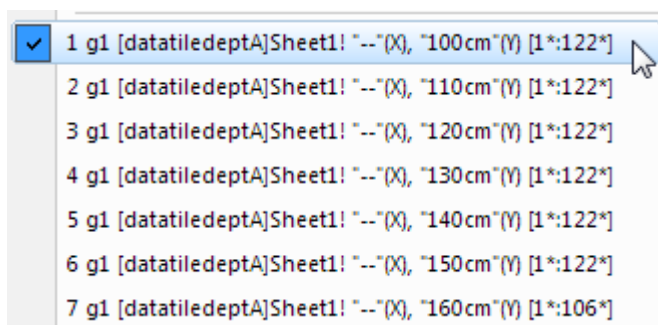 1 g1 [datatiledeptA]Sheet1! "--"(X), "100cm"(Y) [1*:122*]
2 g1 [datatiledeptA]Sheet1! "--"(X), "110cm"(Y) [1*:122*]
3 g1 [datatiledeptA]Sheet1! "--"(X), "120cm"(Y) [1*:122*]
4 g1 [datatiledeptA]Sheet1! "--"(X), "130cm"(Y) [1*:122*]
5 g1 [datatiledeptA]Sheet1! "--"(X), "140cm"(Y) [1*:122*]
6 g1 [datatiledeptA]Sheet1! "--"(X), "150cm"(Y) [1*:122*]
7 g1 [datatiledeptA]Sheet1! "--"(X), "160cm"(Y) [1*:106*]